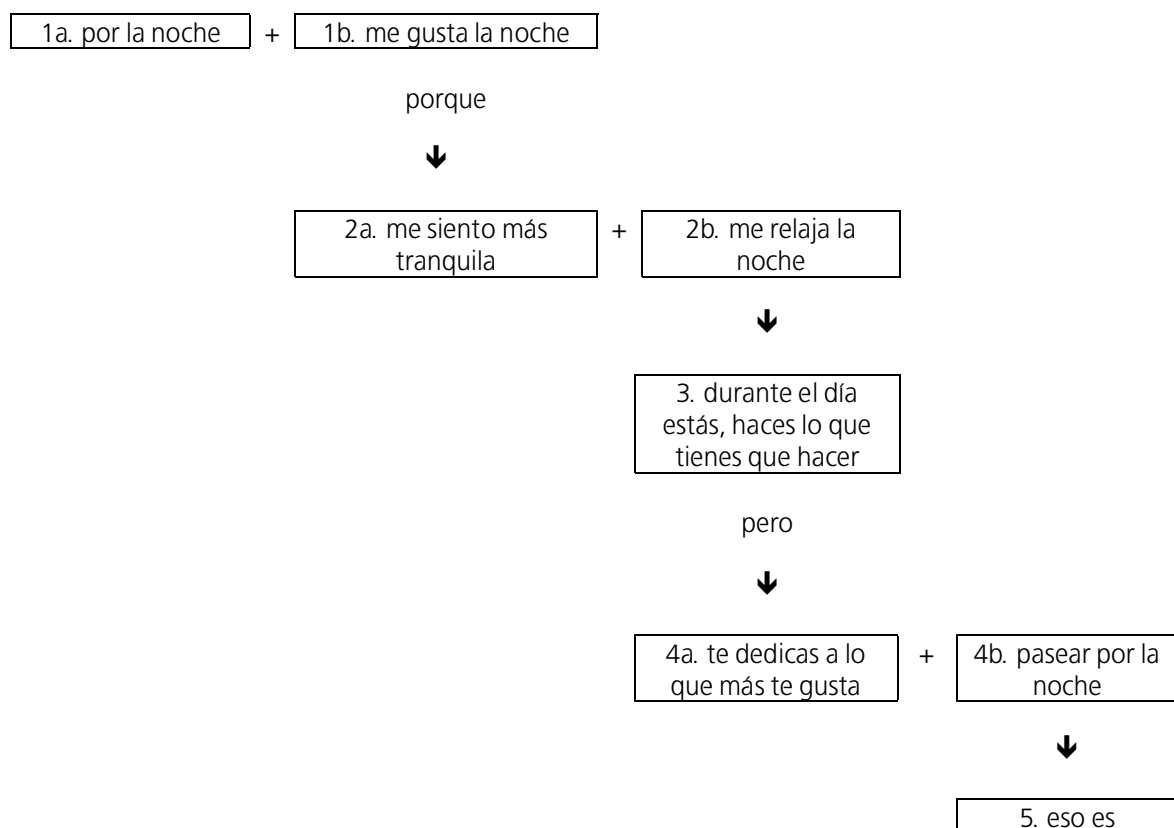 1a. por la noche + 1b. me gusta la noche
porque
2a. me siento más + 2b. me relaja la
tranquila noche
3. durante el día
estás, haces lo que
tienes que hacer
pero
4a. te dedicas a lo + 4b. pasear por la
que más te gusta noche
5. eso es